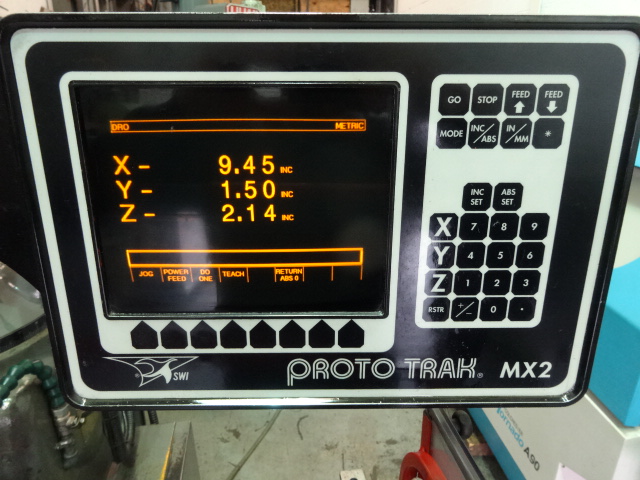 DRO METRIC
X - 9.45 INC
Y - 1.50 INC
Z - 2.14 INC
JOG POWER FEED DO ONE TEACH RETURN ABS 0
GO STOP FEED FEED
MODE INC/ABS IN/MM *
INC SET ABS SET
X 7 8 9
Y 4 5 6
Z 1 2 3
RSTR +/- 0 .
SWI PROTO TRAK MX2
Tornado A90